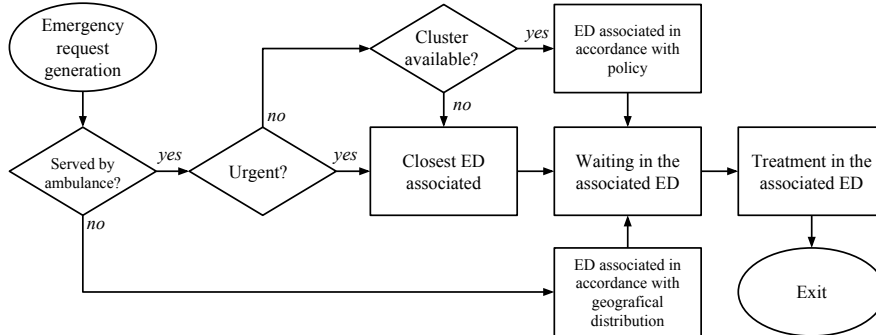 Emergency
request
generation
Cluster
available?
yes
ED associated in
accordance with
policy
no
no
Served by
ambulance?
yes
Urgent?
yes
Closest ED
associated
Waiting in the
associated ED
Treatment in the
associated ED
no
ED associated in
accordance with
geografical
distribution
Exit